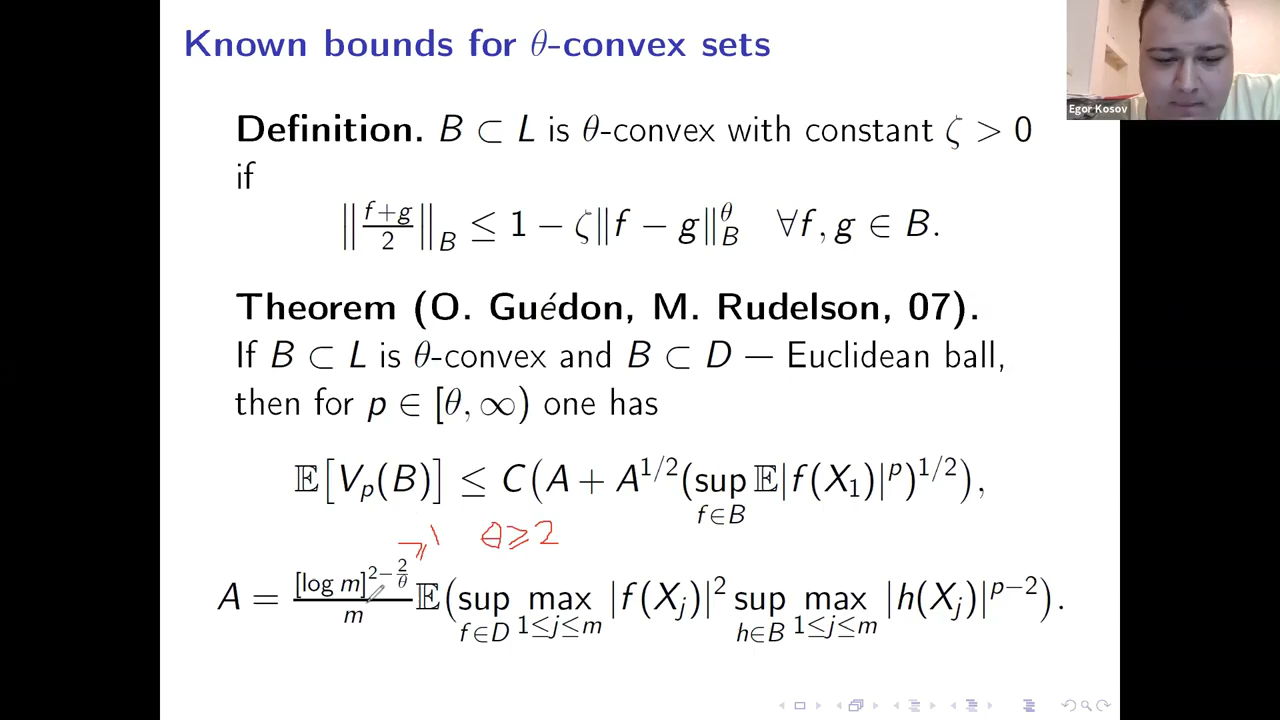 Known bounds for θ-convex sets
Egor Kosov
Definition. B ⊂ L is θ-convex with constant ζ > 0
if
‖(f+g)/2‖_B ≤ 1 − ζ‖f − g‖_B^θ ∀f, g ∈ B.
Theorem (O. Guédon, M. Rudelson, 07).
If B ⊂ L is θ-convex and B ⊂ D — Euclidean ball,
then for p ∈ [θ, ∞) one has
𝔼[V_p(B)] ≤ C(A + A^{1/2}(sup_{f∈B} 𝔼|f(X_1)|^p)^{1/2}),
⩾ 1 θ ⩾ 2
A = [log m]^{2−2/θ}/m 𝔼(sup_{f∈D} max_{1≤j≤m} |f(X_j)|^2 sup_{h∈B} max_{1≤j≤m} |h(X_j)|^{p−2}).